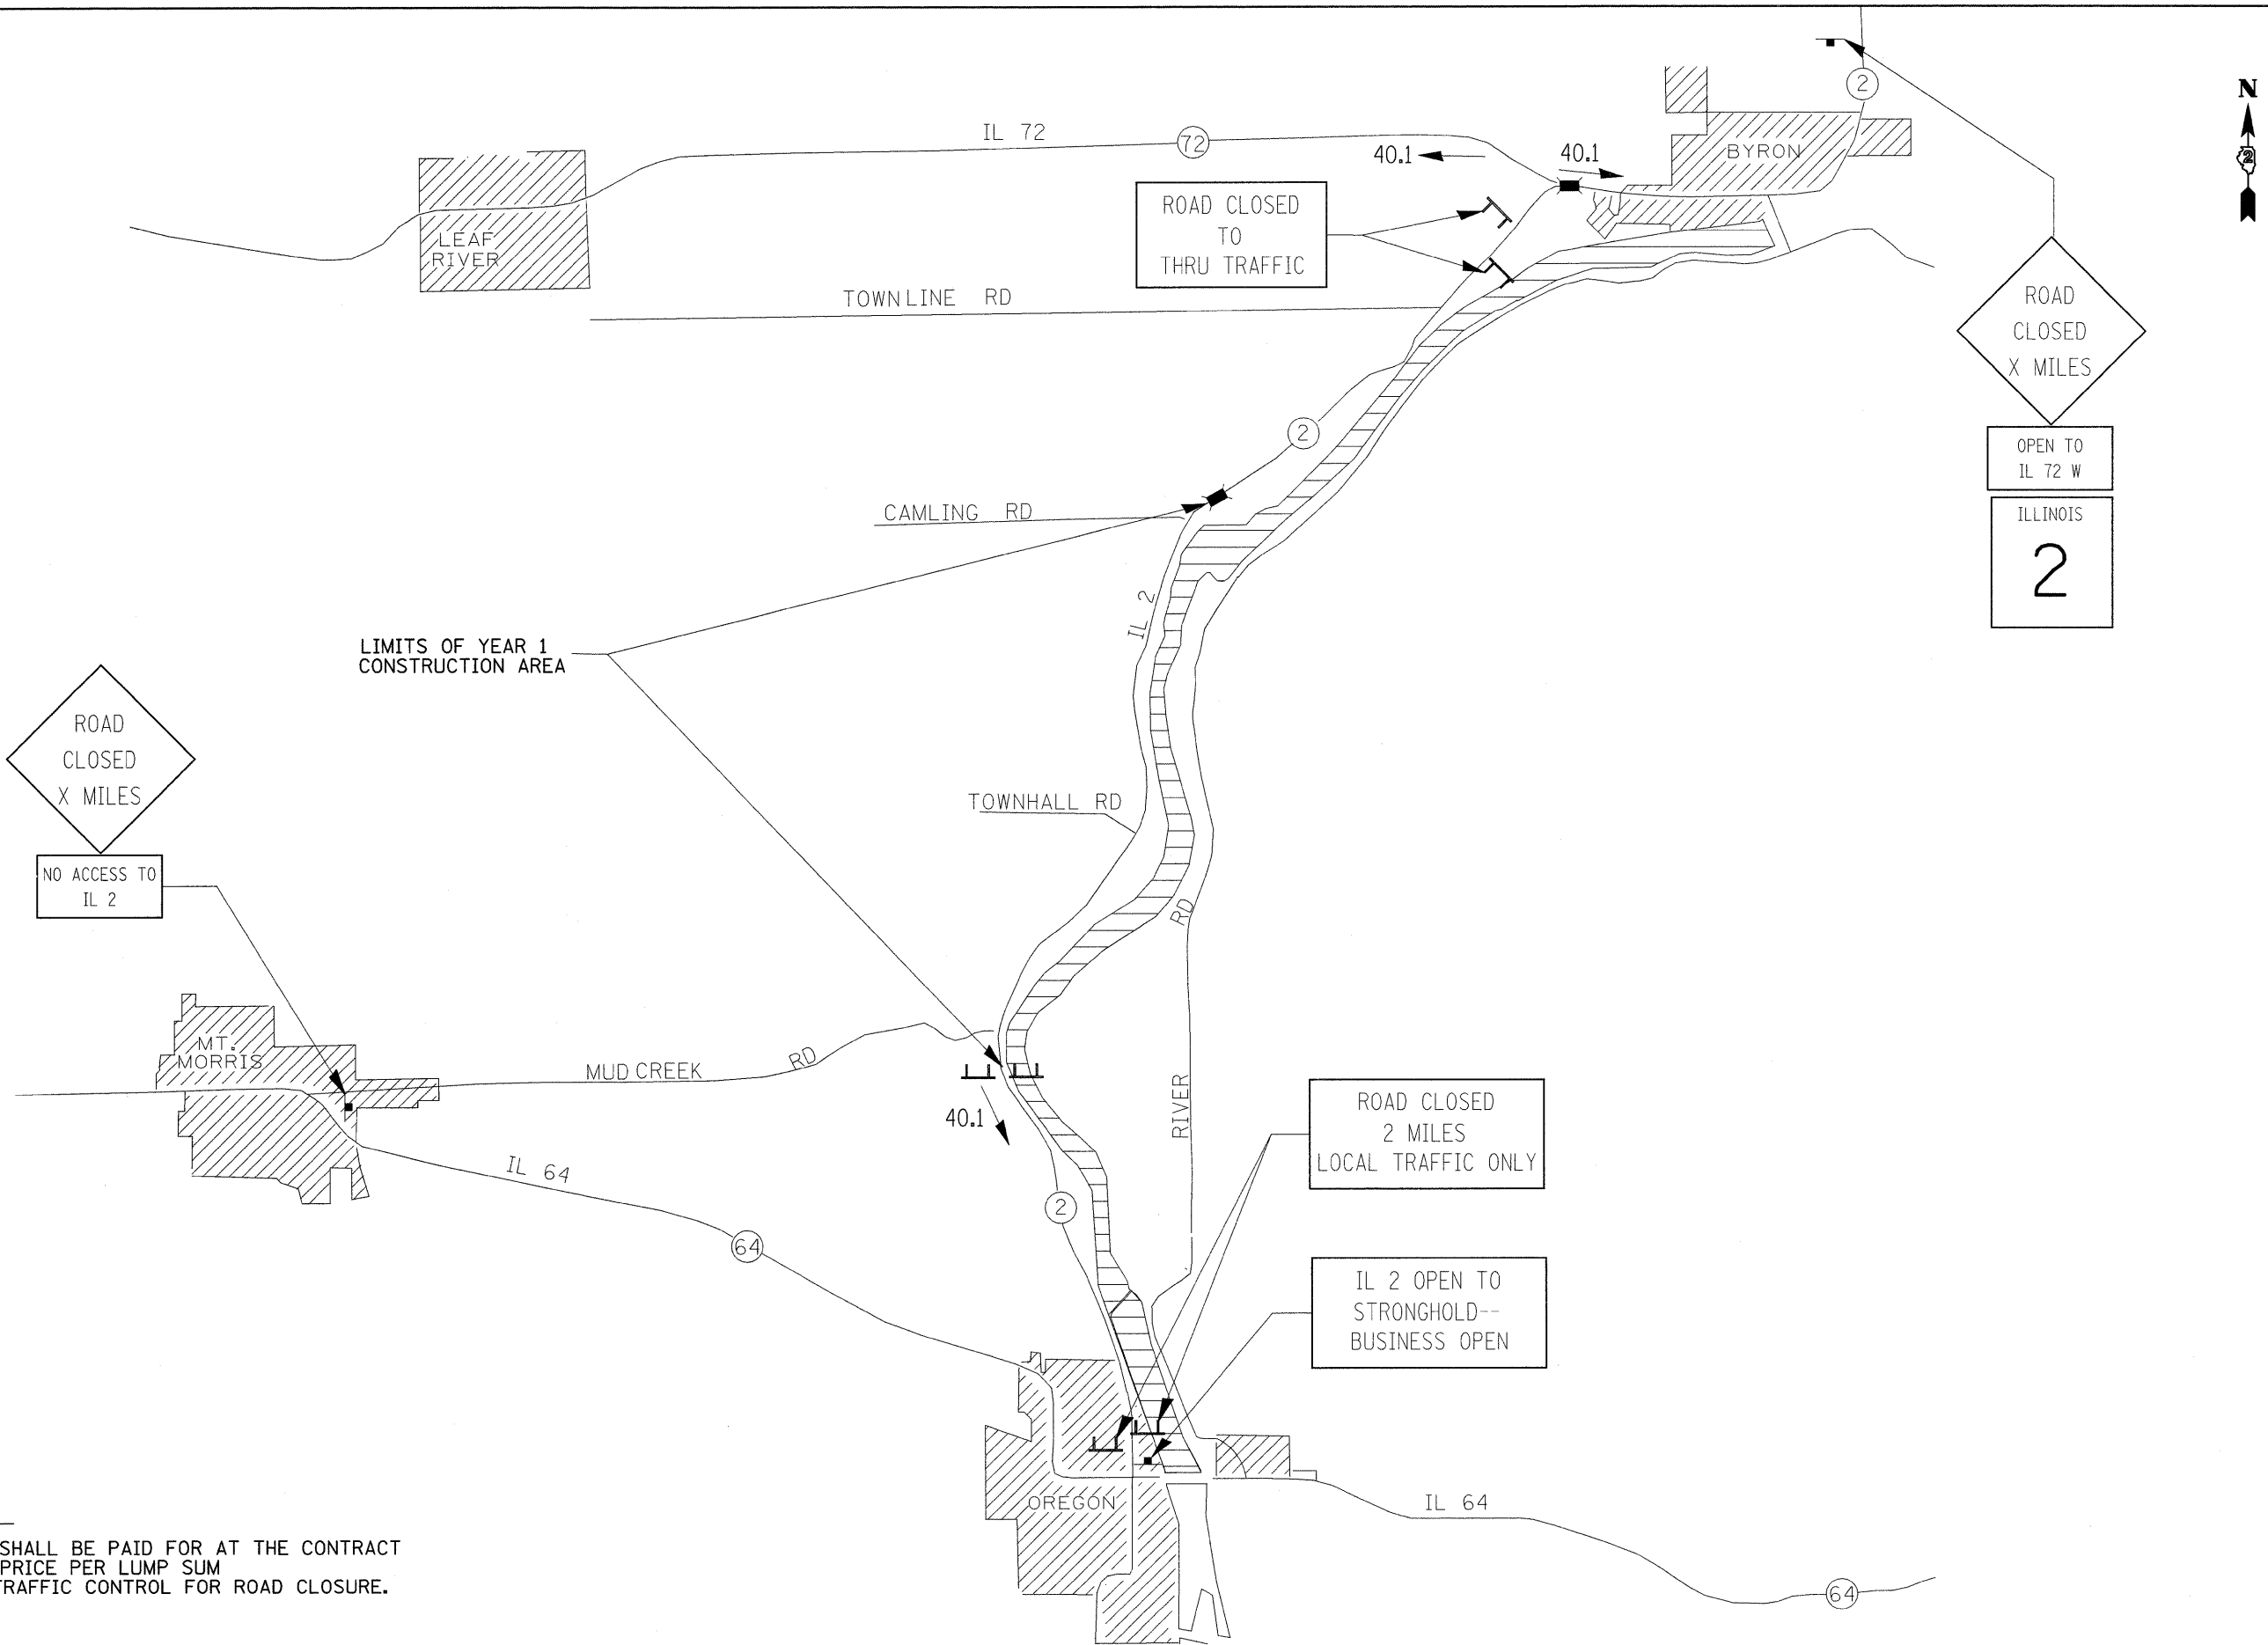 N
2
2
IL 72
72
40.1
40.1
BYRON
ROAD CLOSED
TO
THRU TRAFFIC
LEAF
RIVER
TOWNLINE RD
ROAD
CLOSED
X MILES
OPEN TO
IL 72 W
ILLINOIS
2
2
CAMLING RD
IL 2
LIMITS OF YEAR 1
CONSTRUCTION AREA
ROAD
CLOSED
X MILES
NO ACCESS TO
IL 2
TOWNHALL RD
RIVER RD
MT.
MORRIS
MUD CREEK RD
40.1
ROAD CLOSED
2 MILES
LOCAL TRAFFIC ONLY
IL 64
2
64
IL 2 OPEN TO
STRONGHOLD--
BUSINESS OPEN
OREGON
IL 64
64
SHALL BE PAID FOR AT THE CONTRACT
PRICE PER LUMP SUM
TRAFFIC CONTROL FOR ROAD CLOSURE.